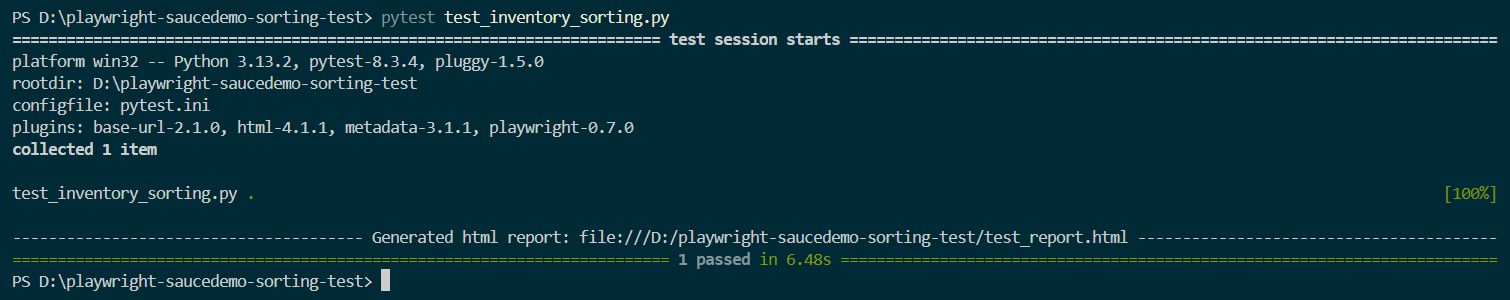 PS D:\playwright-saucedemo-sorting-test> pytest test_inventory_sorting.py
========================================================================= test session starts =========================================================================
platform win32 -- Python 3.13.2, pytest-8.3.4, pluggy-1.5.0
rootdir: D:\playwright-saucedemo-sorting-test
configfile: pytest.ini
plugins: base-url-2.1.0, html-4.1.1, metadata-3.1.1, playwright-0.7.0
collected 1 item
test_inventory_sorting.py . [100%]
--------------------------------------- Generated html report: file:///D:/playwright-saucedemo-sorting-test/test_report.html ----------------------------------------
========================================================================== 1 passed in 6.48s ==========================================================================
PS D:\playwright-saucedemo-sorting-test>